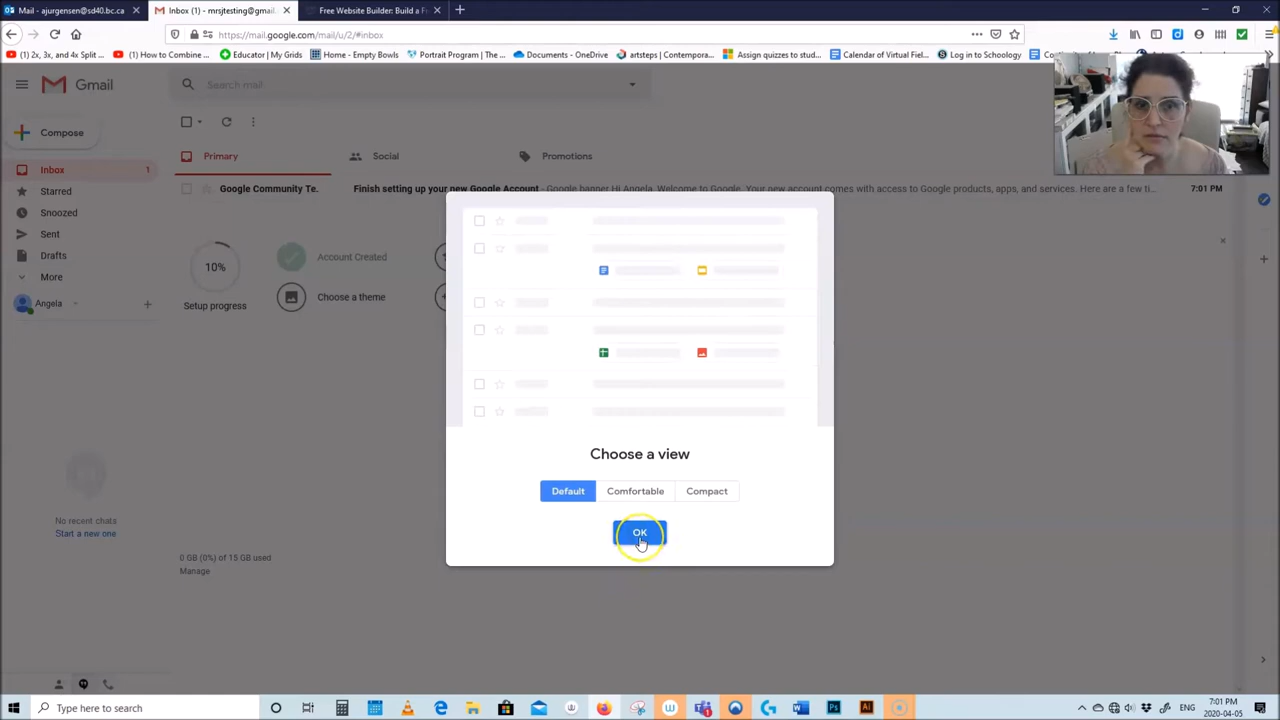 Mail - ajurgensen@sd40.bc.ca
Inbox (1) - mrsjtesting@gmail.
Free Website Builder: Build a F
https://mail.google.com/mail/u/2/#inbox
(1) 2x, 3x, and 4x Split ...
(1) How to Combine ...
Educator | My Grids
Home - Empty Bowls
Portrait Program | The ...
Documents - OneDrive
artsteps | Contempora...
Assign quizzes to stud...
Calendar of Virtual Fiel...
Log in to Schoology
Gmail
Search mail
Compose
Primary
Social
Promotions
Inbox 1
Google Community Te.
Finish setting up your new Google Account - Google banner Hi Angela, Welcome to Google. Your new account comes with access to Google products, apps, and services. Here are a few ti...
7:01 PM
Starred
Snoozed
Sent
Drafts
More
Angela
10%
Setup progress
Account Created
Choose a theme
Choose a view
Default
Comfortable
Compact
OK
No recent chats
Start a new one
0 GB (0%) of 15 GB used
Manage
Type here to search
ENG
7:01 PM
2020-04-05